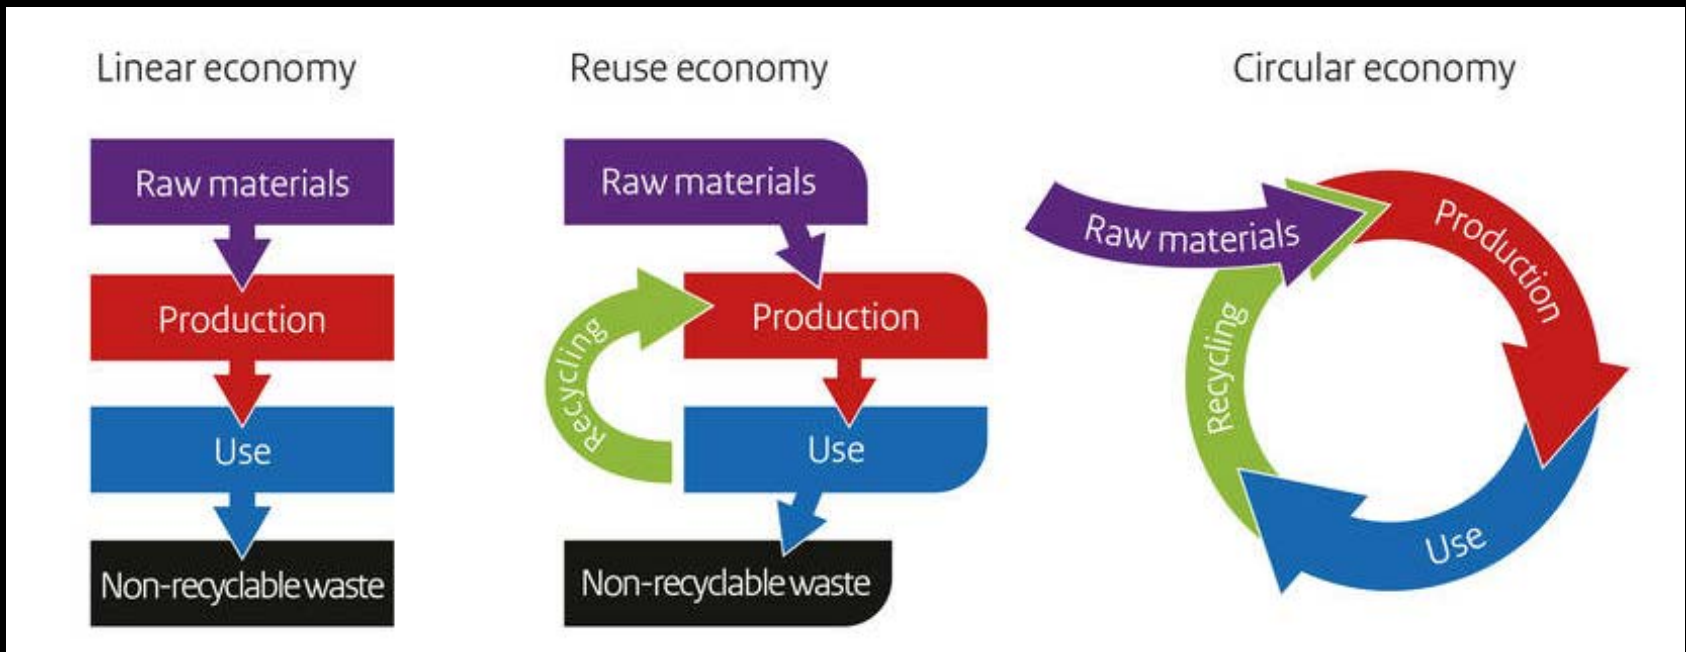 Linear economy
Raw materials
Production
Use
Non-recyclable waste
Reuse economy
Raw materials
Production
Recycling
Use
Non-recyclable waste
Circular economy
Raw materials
Production
Use
Recycling